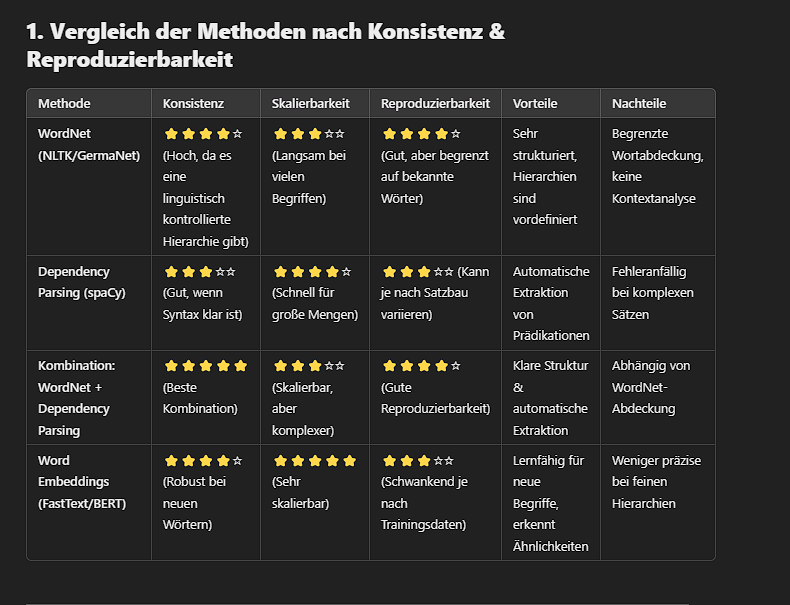 1. Vergleich der Methoden nach Konsistenz &
Reproduzierbarkeit
Methode Konsistenz Skalierbarkeit Reproduzierbarkeit Vorteile Nachteile
WordNet
(NLTK/GermaNet)
⭐⭐⭐⭐☆
(Hoch, da es
eine
linguistisch
kontrollierte
Hierarchie gibt)
⭐⭐⭐☆☆
(Langsam bei
vielen
Begriffen)
⭐⭐⭐⭐☆
(Gut, aber begrenzt
auf bekannte
Wörter)
Sehr
strukturiert,
Hierarchien
sind
vordefiniert
Begrenzte
Wortabdeckung,
keine
Kontextanalyse
Dependency
Parsing (spaCy)
⭐⭐⭐☆☆
(Gut, wenn
Syntax klar ist)
⭐⭐⭐⭐☆
(Schnell für
große Mengen)
⭐⭐⭐☆☆ (Kann
je nach Satzbau
variieren)
Automatische
Extraktion
von
Prädikationen
Fehleranfällig
bei komplexen
Sätzen
Kombination:
WordNet +
Dependency
Parsing
⭐⭐⭐⭐⭐
(Beste
Kombination)
⭐⭐⭐☆☆
(Skalierbar,
aber
komplexer)
⭐⭐⭐⭐☆
(Gute
Reproduzierbarkeit)
Klare Struktur
&
automatische
Extraktion
Abhängig von
WordNet-
Abdeckung
Word
Embeddings
(FastText/BERT)
⭐⭐⭐⭐☆
(Robust bei
neuen
Wörtern)
⭐⭐⭐⭐⭐
(Sehr
skalierbar)
⭐⭐⭐☆☆
(Schwankend je
nach
Trainingsdaten)
Lernfähig für
neue
Begriffe,
erkennt
Ähnlichkeiten
Weniger präzise
bei feinen
Hierarchien